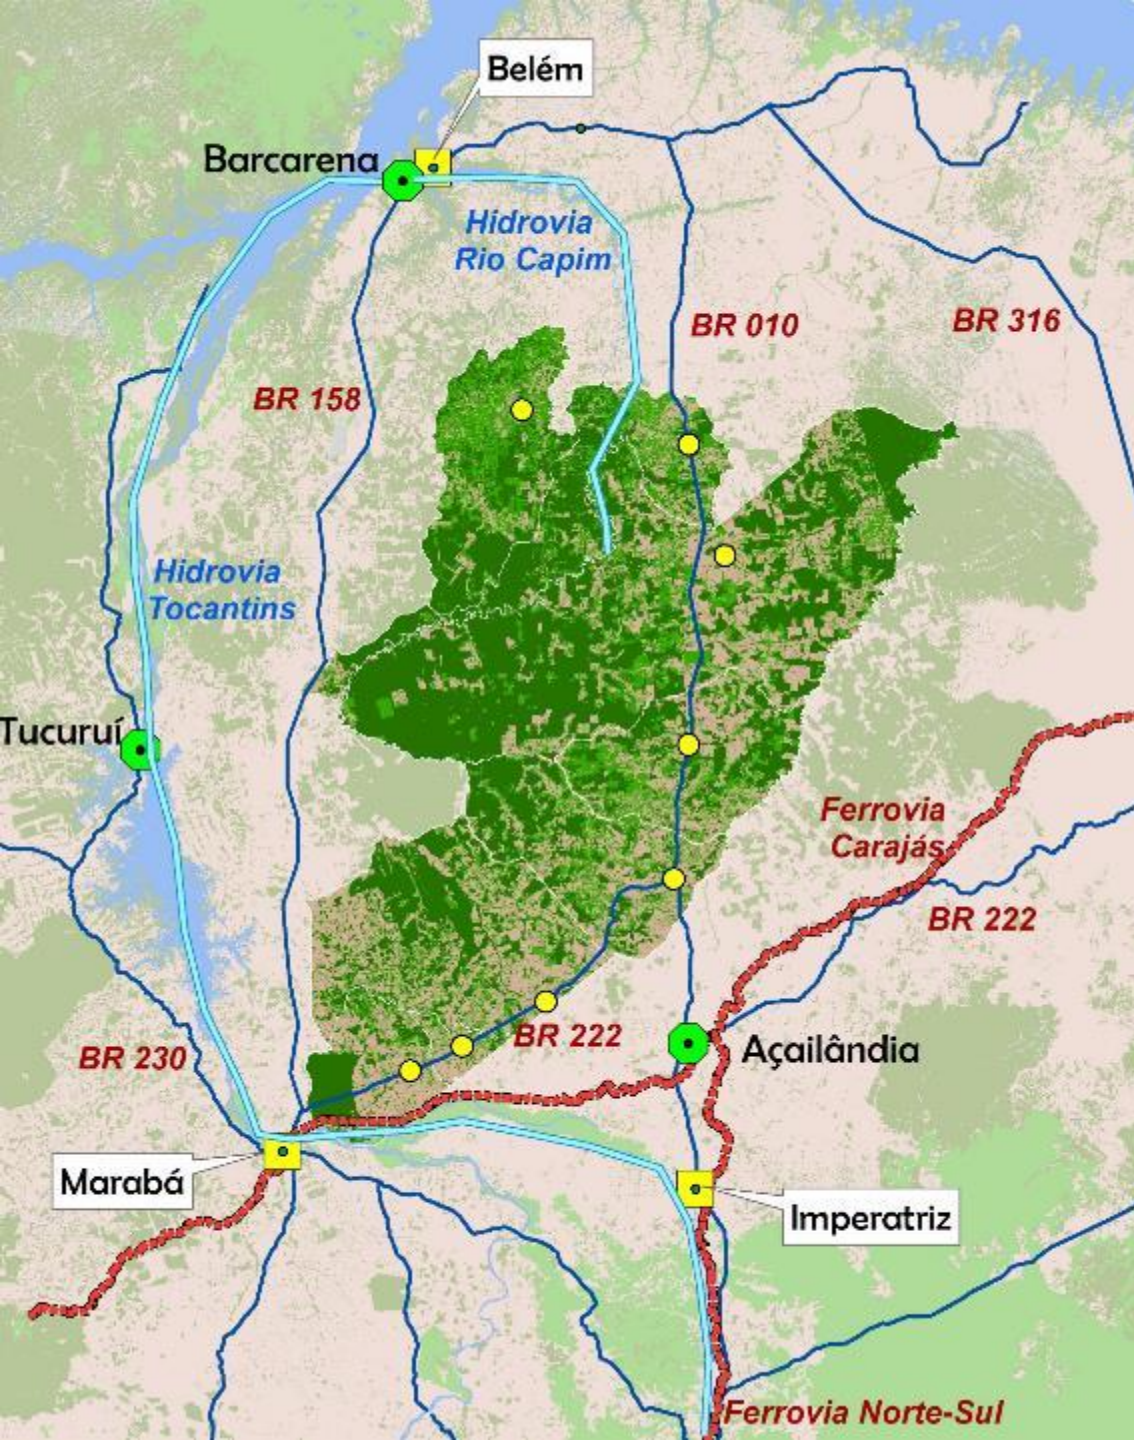 Belém
Barcarena
Hidrovia
Rio Capim
BR 010
BR 316
BR 158
Hidrovia
Tocantins
Tucuruí
Ferrovia
Carajás
BR 222
BR 222
Açailândia
BR 230
Marabá
Imperatriz
Ferrovia Norte-Sul